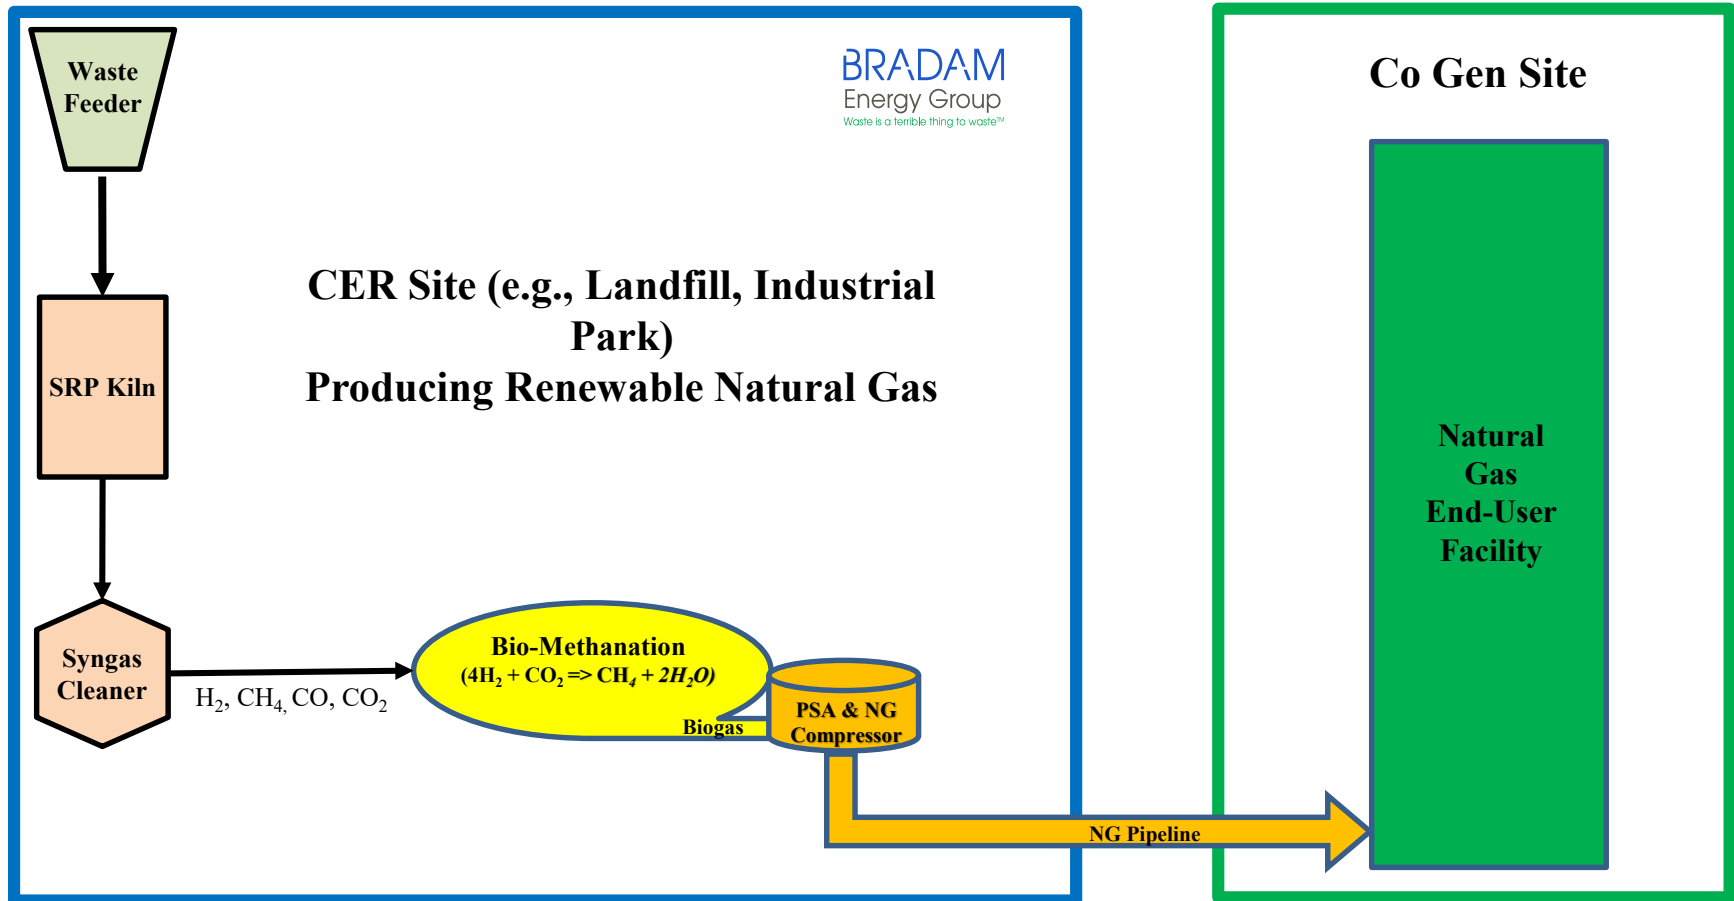 Waste
Feeder
BRADAM
Energy Group
Waste is a terrible thing to waste™
Co Gen Site
CER Site (e.g., Landfill, Industrial
Park)
Producing Renewable Natural Gas
SRP Kiln
Natural
Gas
End-User
Facility
Syngas
Cleaner
H₂, CH₄, CO, CO₂
Bio-Methanation
(4H₂ + CO₂ => CH₄ + 2H₂O)
Biogas
PSA & NG
Compressor
NG Pipeline